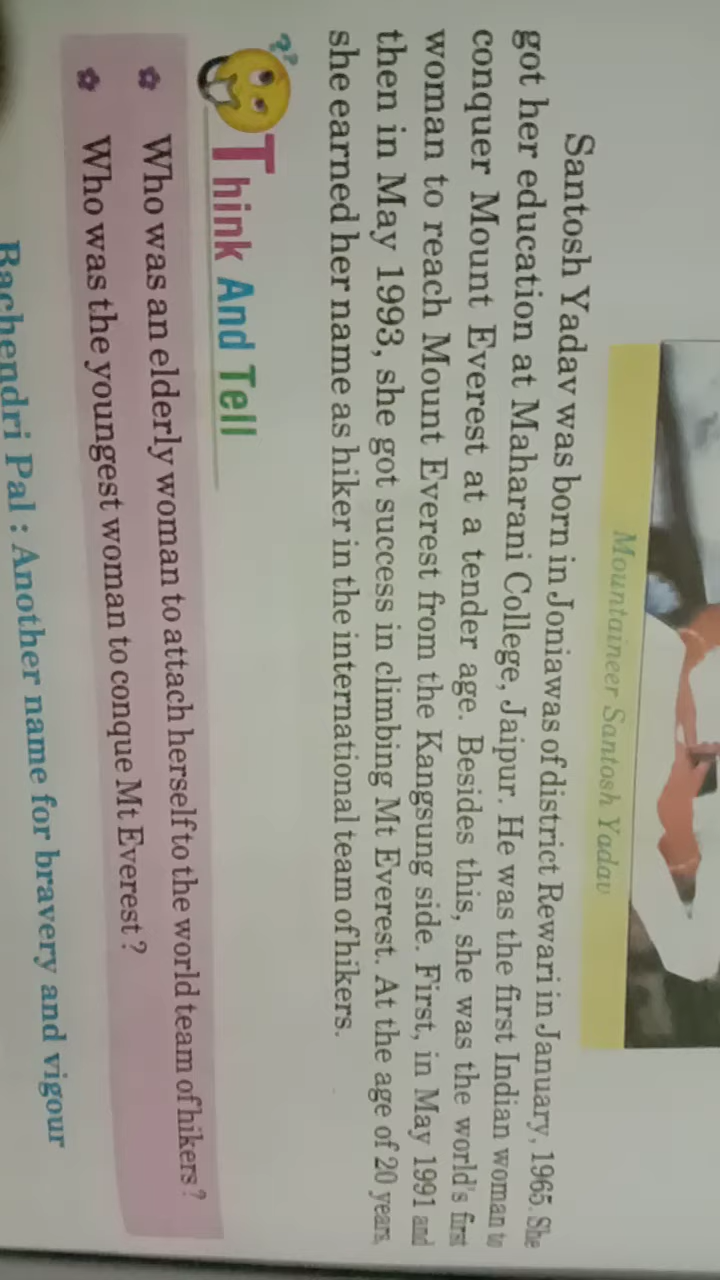 Mountaineer Santosh Yadav
Santosh Yadav was born in Joniawas of district Rewari in January, 1965. She
got her education at Maharani College, Jaipur. He was the first Indian woman to
conquer Mount Everest at a tender age. Besides this, she was the world's first
woman to reach Mount Everest from the Kangsung side. First, in May 1991 and
then in May 1993, she got success in climbing Mt Everest. At the age of 20 years,
she earned her name as hiker in the international team of hikers.
??
Think And Tell
Who was an elderly woman to attach herself to the world team of hikers?
Who was the youngest woman to conque Mt Everest?
Bachendri Pal : Another name for bravery and vigour